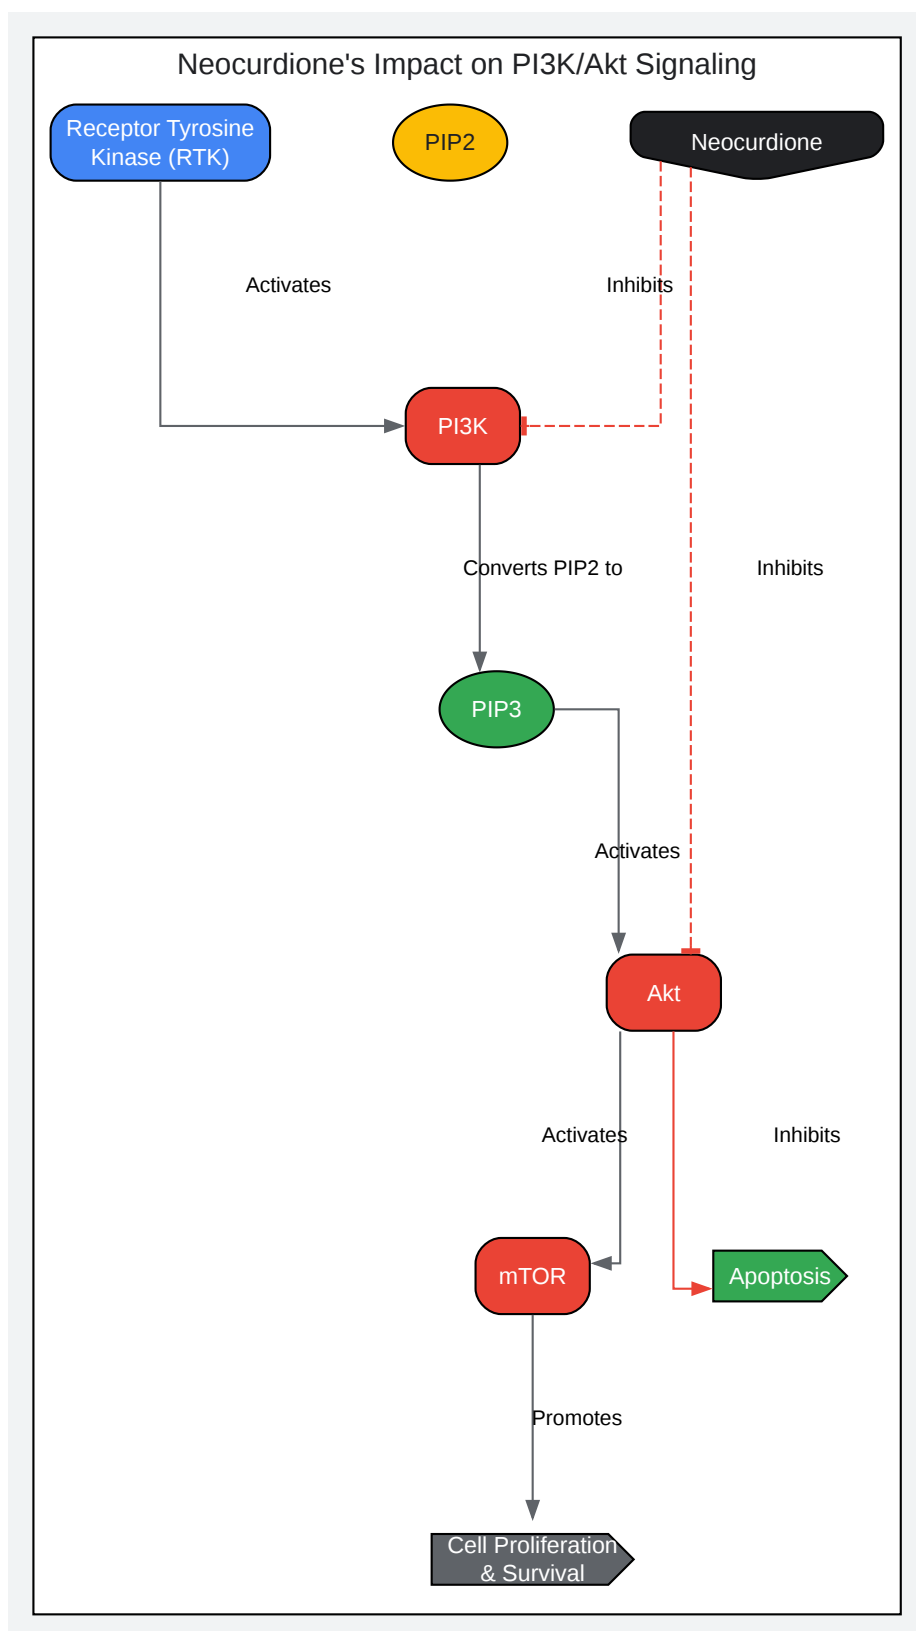 Neocurdione's Impact on PI3K/Akt Signaling
Receptor Tyrosine
Kinase (RTK)
PIP2
Neocurdione
Activates
Inhibits
PI3K
Converts PIP2 to
Inhibits
PIP3
Activates
Akt
Activates
Inhibits
mTOR
Apoptosis
Promotes
Cell Proliferation
& Survival